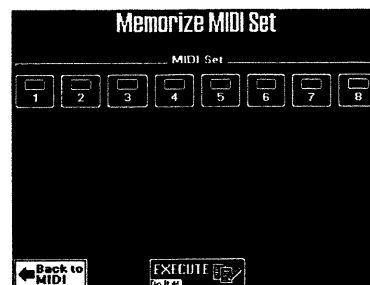 Memorize MIDI Set
MIDI Set
1 2 3 4 5 6 7 8
Back to
MIDI
EXECUTE